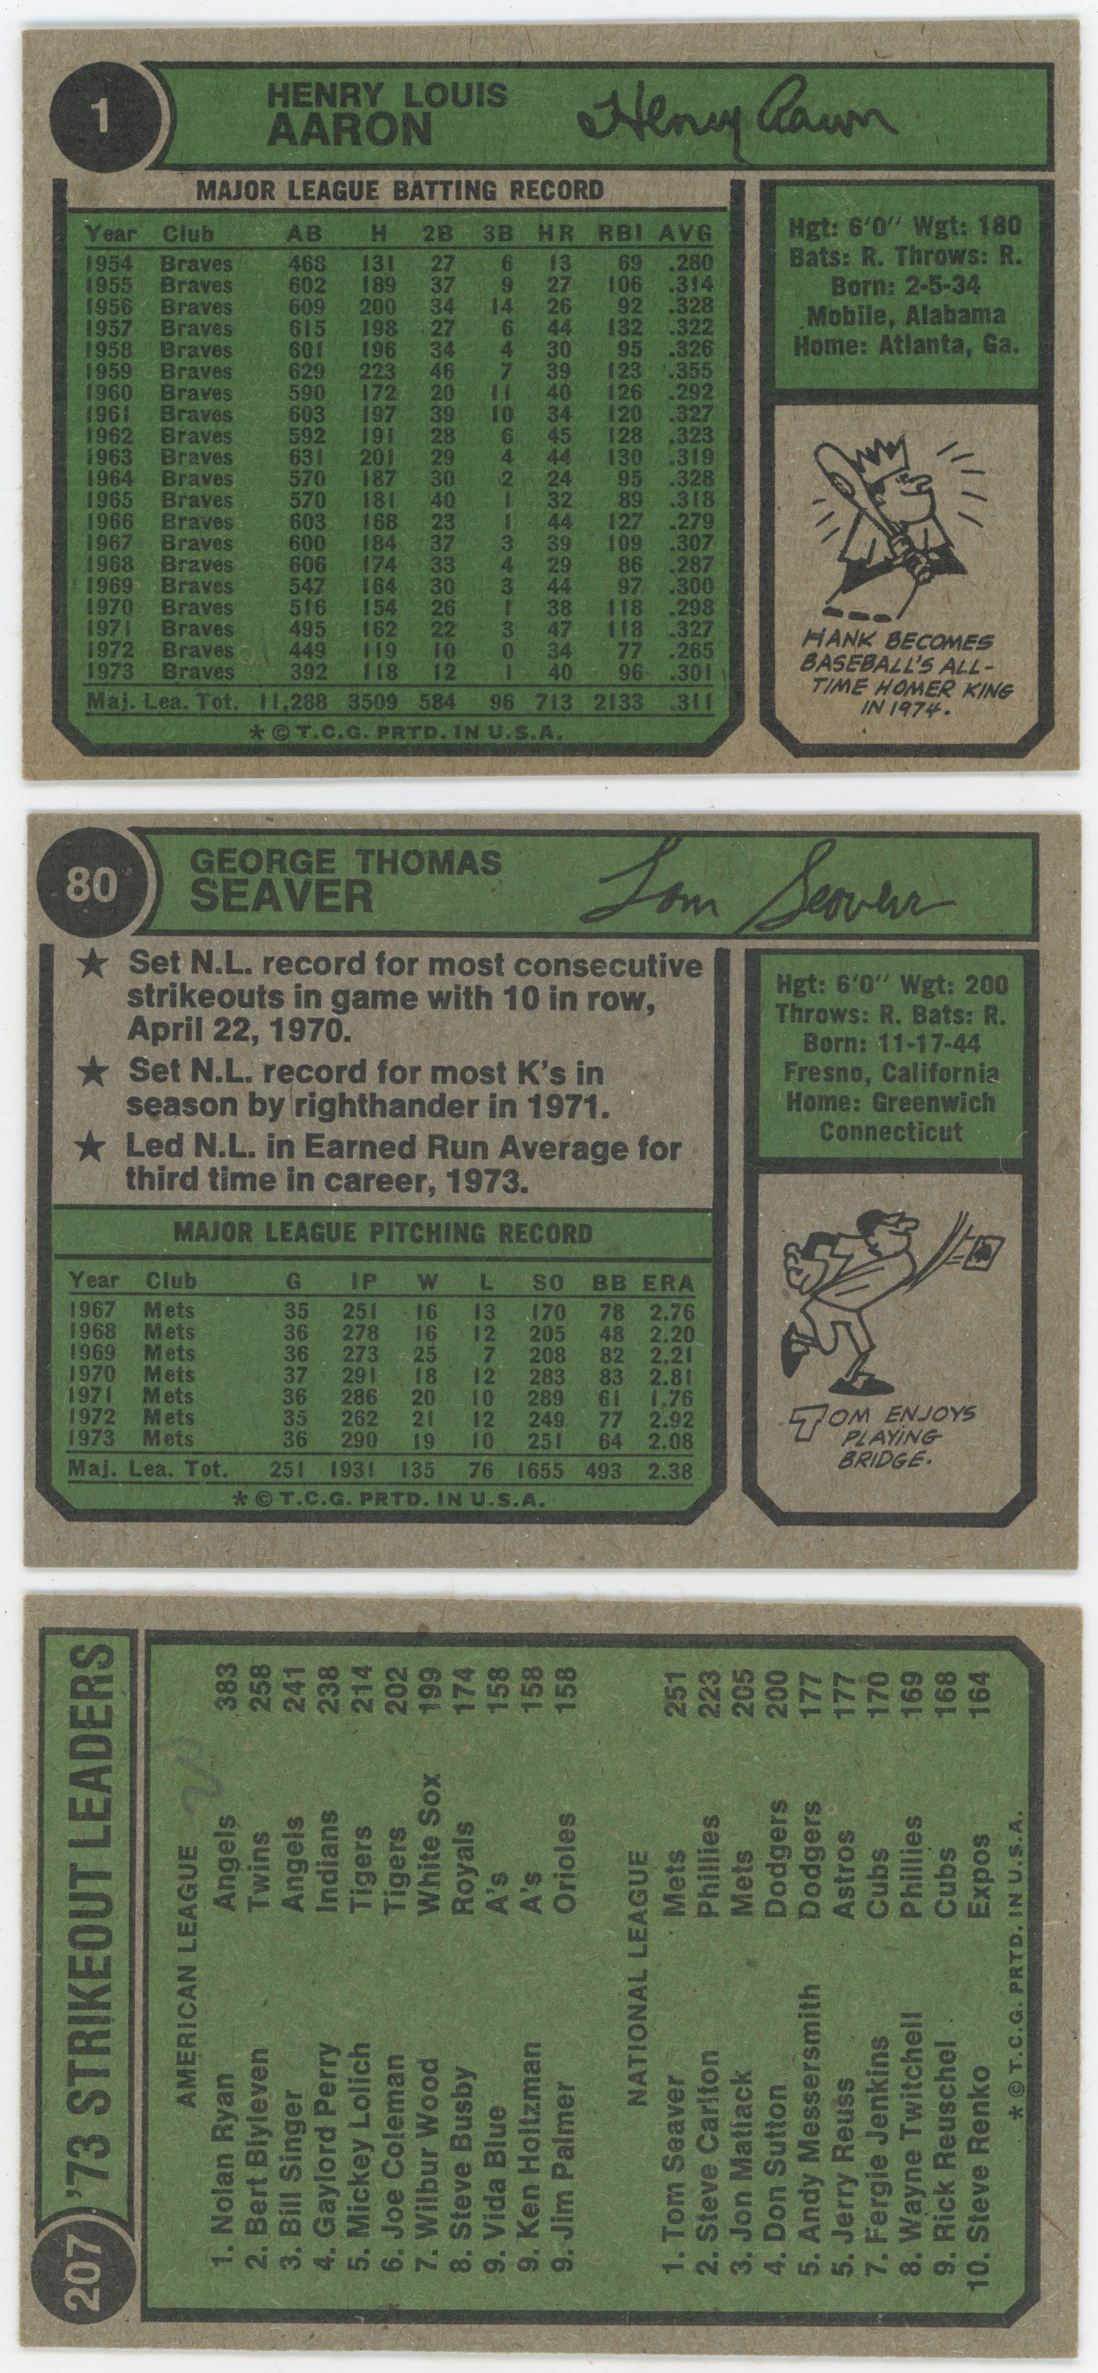 1
HENRY LOUIS
AARON
Henry Aaron
MAJOR LEAGUE BATTING RECORD
Year Club AB H 2B 3B HR RBI AVG
1954 Braves 468 131 27 6 13 69 .280
1955 Braves 602 189 37 9 27 106 .314
1956 Braves 609 200 34 14 26 92 .328
1957 Braves 615 198 27 6 44 132 .322
1958 Braves 601 196 34 4 30 95 .326
1959 Braves 629 223 46 7 39 123 .355
1960 Braves 590 172 20 11 40 126 .292
1961 Braves 603 197 39 10 34 120 .327
1962 Braves 592 191 28 6 45 128 .323
1963 Braves 631 201 29 4 44 130 .319
1964 Braves 570 187 30 2 24 95 .328
1965 Braves 570 181 40 1 32 89 .318
1966 Braves 603 168 23 1 44 127 .279
1967 Braves 600 184 37 3 39 109 .307
1968 Braves 606 174 33 4 29 86 .287
1969 Braves 547 164 30 3 44 97 .300
1970 Braves 516 154 26 1 38 118 .298
1971 Braves 495 162 22 3 47 118 .327
1972 Braves 449 119 10 0 34 77 .265
1973 Braves 392 118 12 1 40 96 .301
Maj. Lea. Tot. 11,288 3509 584 96 713 2133 .311
* © T.C.G. PRTD. IN U.S.A.
Hgt: 6'0" Wgt: 180
Bats: R. Throws: R.
Born: 2-5-34
Mobile, Alabama
Home: Atlanta, Ga.
HANK BECOMES
BASEBALL'S ALL-
TIME HOMER KING
IN 1974.
80
GEORGE THOMAS
SEAVER
Tom Seaver
★ Set N.L. record for most consecutive
strikeouts in game with 10 in row,
April 22, 1970.
★ Set N.L. record for most K's in
season by righthander in 1971.
★ Led N.L. in Earned Run Average for
third time in career, 1973.
MAJOR LEAGUE PITCHING RECORD
Year Club G IP W L SO BB ERA
1967 Mets 35 251 16 13 170 78 2.76
1968 Mets 36 278 16 12 205 48 2.20
1969 Mets 36 273 25 7 208 82 2.21
1970 Mets 37 291 18 12 283 83 2.81
1971 Mets 36 286 20 10 289 61 1.76
1972 Mets 35 262 21 12 249 77 2.92
1973 Mets 36 290 19 10 251 64 2.08
Maj. Lea. Tot. 251 1931 135 76 1655 493 2.38
* © T.C.G. PRTD. IN U.S.A.
Hgt: 6'0" Wgt: 200
Throws: R. Bats: R.
Born: 11-17-44
Fresno, California
Home: Greenwich
Connecticut
TOM ENJOYS
PLAYING
BRIDGE.
207
'73 STRIKEOUT LEADERS
AMERICAN LEAGUE
1. Nolan Ryan Angels 383
2. Bert Blyleven Twins 258
3. Bill Singer Angels 241
4. Gaylord Perry Indians 238
5. Mickey Lolich Tigers 214
6. Joe Coleman Tigers 202
7. Wilbur Wood White Sox 199
8. Steve Busby Royals 174
9. Vida Blue A's 158
9. Ken Holtzman A's 158
9. Jim Palmer Orioles 158
NATIONAL LEAGUE
1. Tom Seaver Mets 251
2. Steve Carlton Phillies 223
3. Jon Matlack Mets 205
4. Don Sutton Dodgers 200
5. Andy Messersmith Dodgers 177
5. Jerry Reuss Astros 177
7. Fergie Jenkins Cubs 170
8. Wayne Twitchell Phillies 169
9. Rick Reuschel Cubs 168
10. Steve Renko Expos 164
* © T.C.G. PRTD. IN U.S.A.